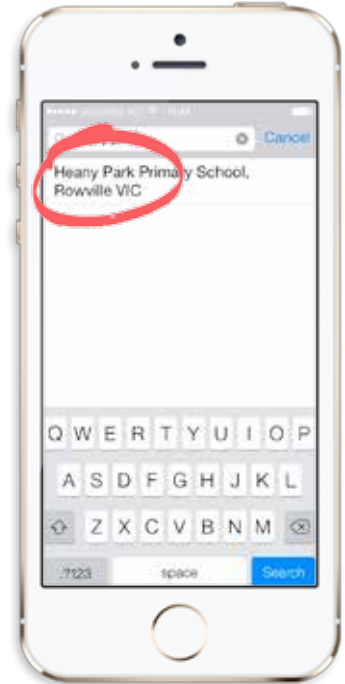 Cancel
Heany Park Primary School,
Rowville VIC
Q W E R T Y U I O P
A S D F G H J K L
Z X C V B N M
.?123 space Search